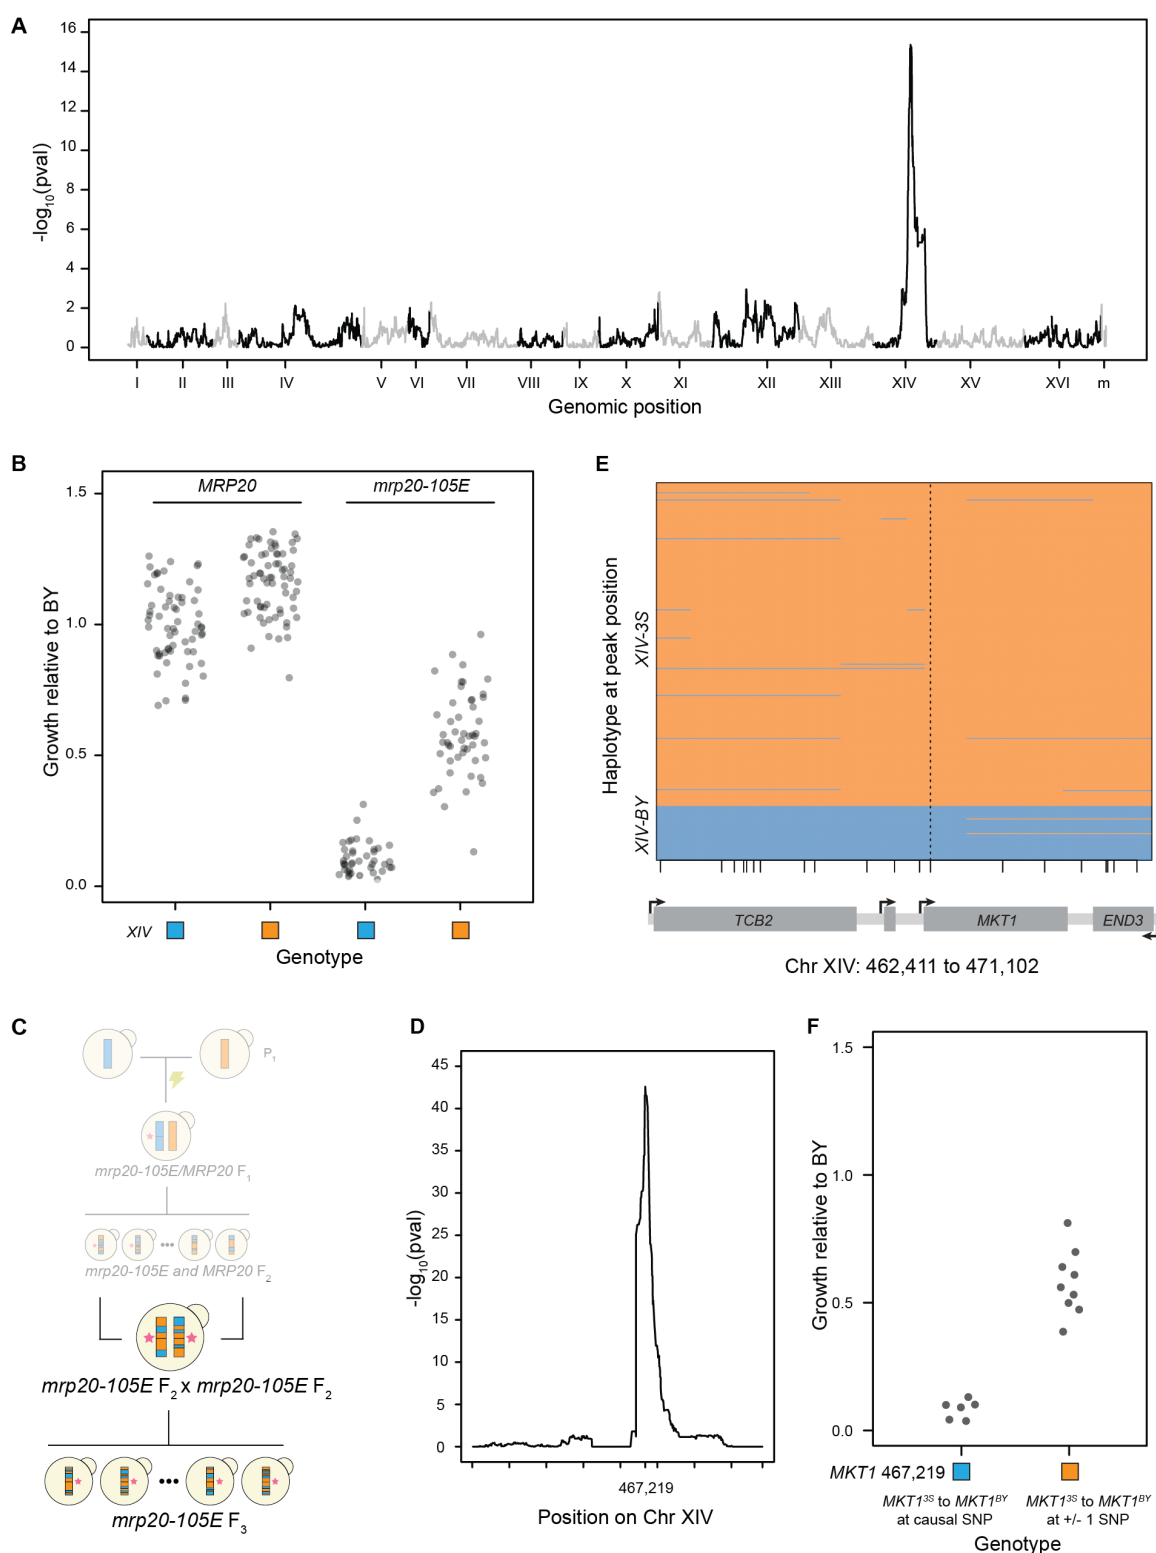 A
16
14
12
10
8
6
4
2
0
-log10(pval)
I II III IV V VI VII VIII IX X XI XII XIII XIV XV XVI m
Genomic position
B
MRP20 mrp20-105E
1.5
1.0
0.5
0.0
Growth relative to BY
XIV
Genotype
E
Haplotype at peak position
XIV-3S
XIV-BY
TCB2 MKT1 END3
Chr XIV: 462,411 to 471,102
C
P1
mrp20-105E/MRP20 F1
mrp20-105E and MRP20 F2
mrp20-105E F2 x mrp20-105E F2
mrp20-105E F3
D
45
40
35
30
25
20
15
10
5
0
-log10(pval)
467,219
Position on Chr XIV
F
1.5
1.0
0.5
0.0
Growth relative to BY
MKT1 467,219
MKT13S to MKT1BY
at causal SNP
MKT13S to MKT1BY
at +/- 1 SNP
Genotype